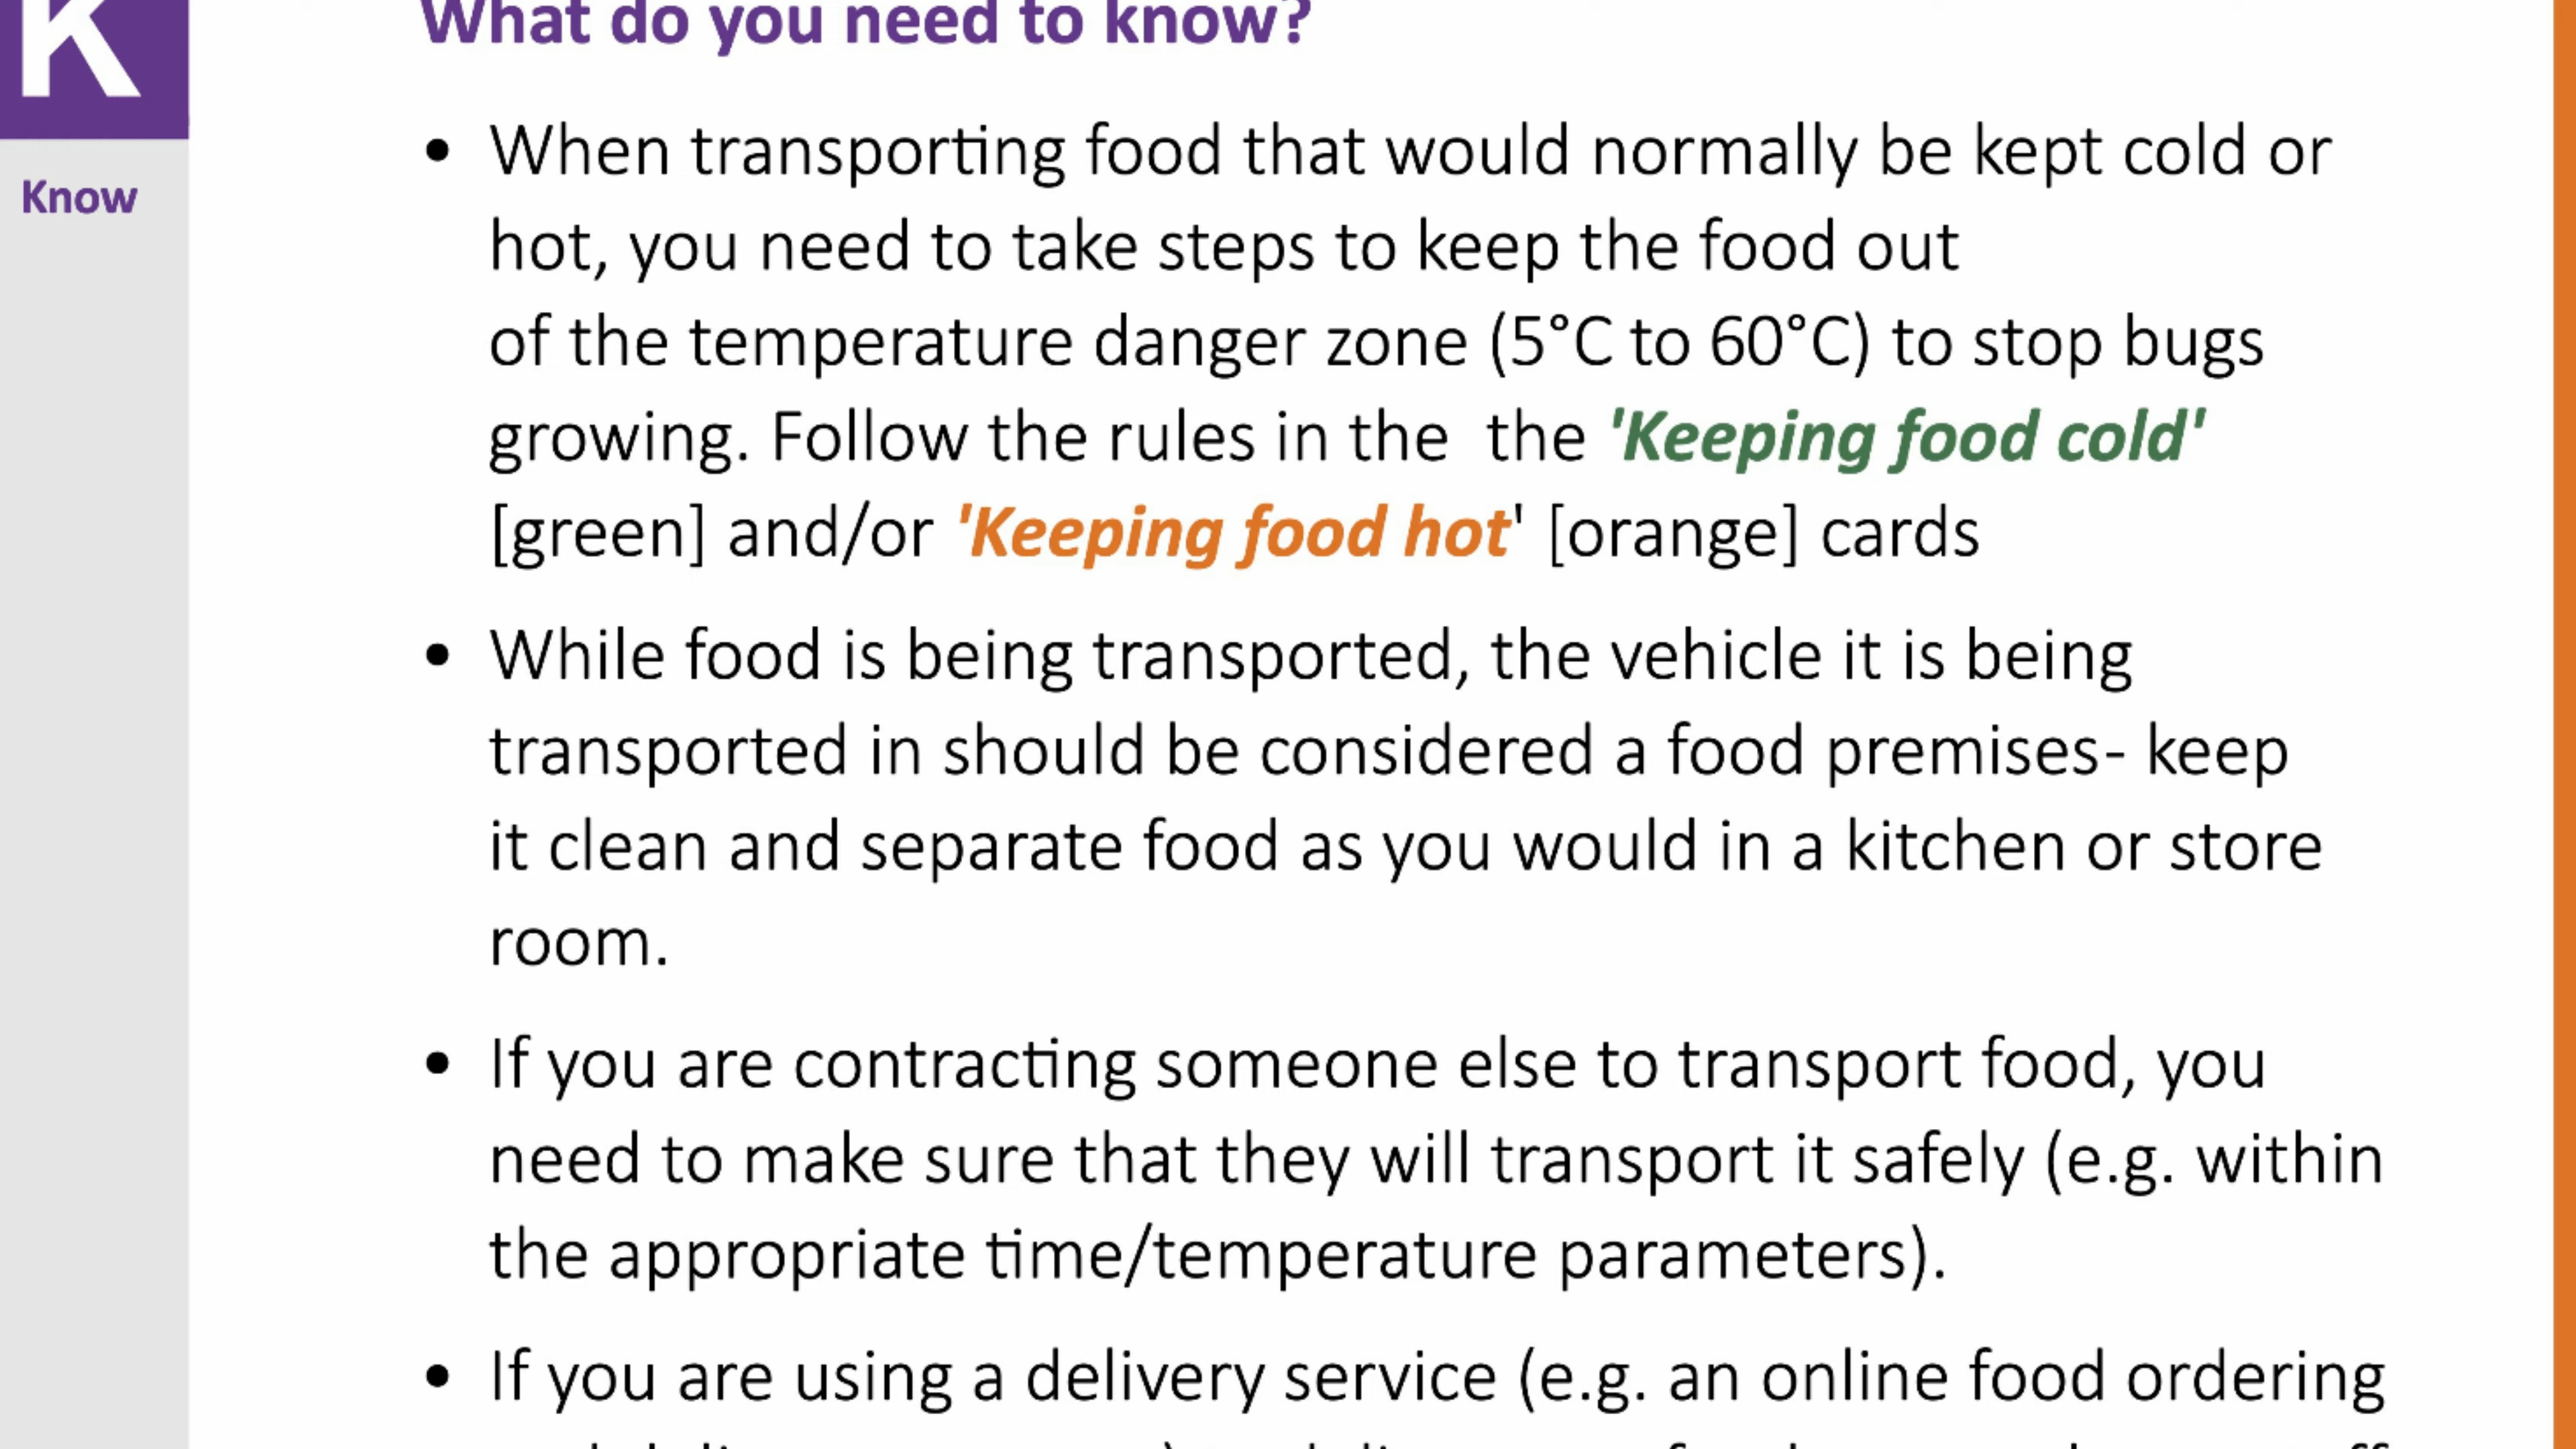 K
Know
What do you need to know?
• When transporting food that would normally be kept cold or
hot, you need to take steps to keep the food out
of the temperature danger zone (5°C to 60°C) to stop bugs
growing. Follow the rules in the  the 'Keeping food cold'
[green] and/or 'Keeping food hot' [orange] cards
• While food is being transported, the vehicle it is being
transported in should be considered a food premises- keep
it clean and separate food as you would in a kitchen or store
room.
• If you are contracting someone else to transport food, you
need to make sure that they will transport it safely (e.g. within
the appropriate time/temperature parameters).
• If you are using a delivery service (e.g. an online food ordering